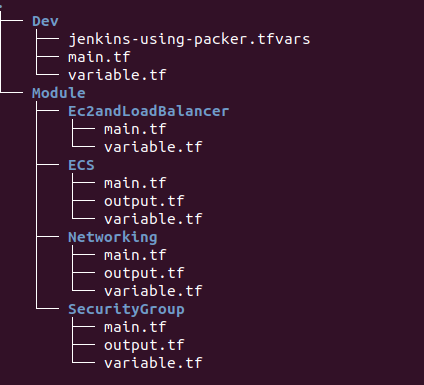 Dev
jenkins-using-packer.tfvars
main.tf
variable.tf
Module
Ec2andLoadBalancer
main.tf
variable.tf
ECS
main.tf
output.tf
variable.tf
Networking
main.tf
output.tf
variable.tf
SecurityGroup
main.tf
output.tf
variable.tf